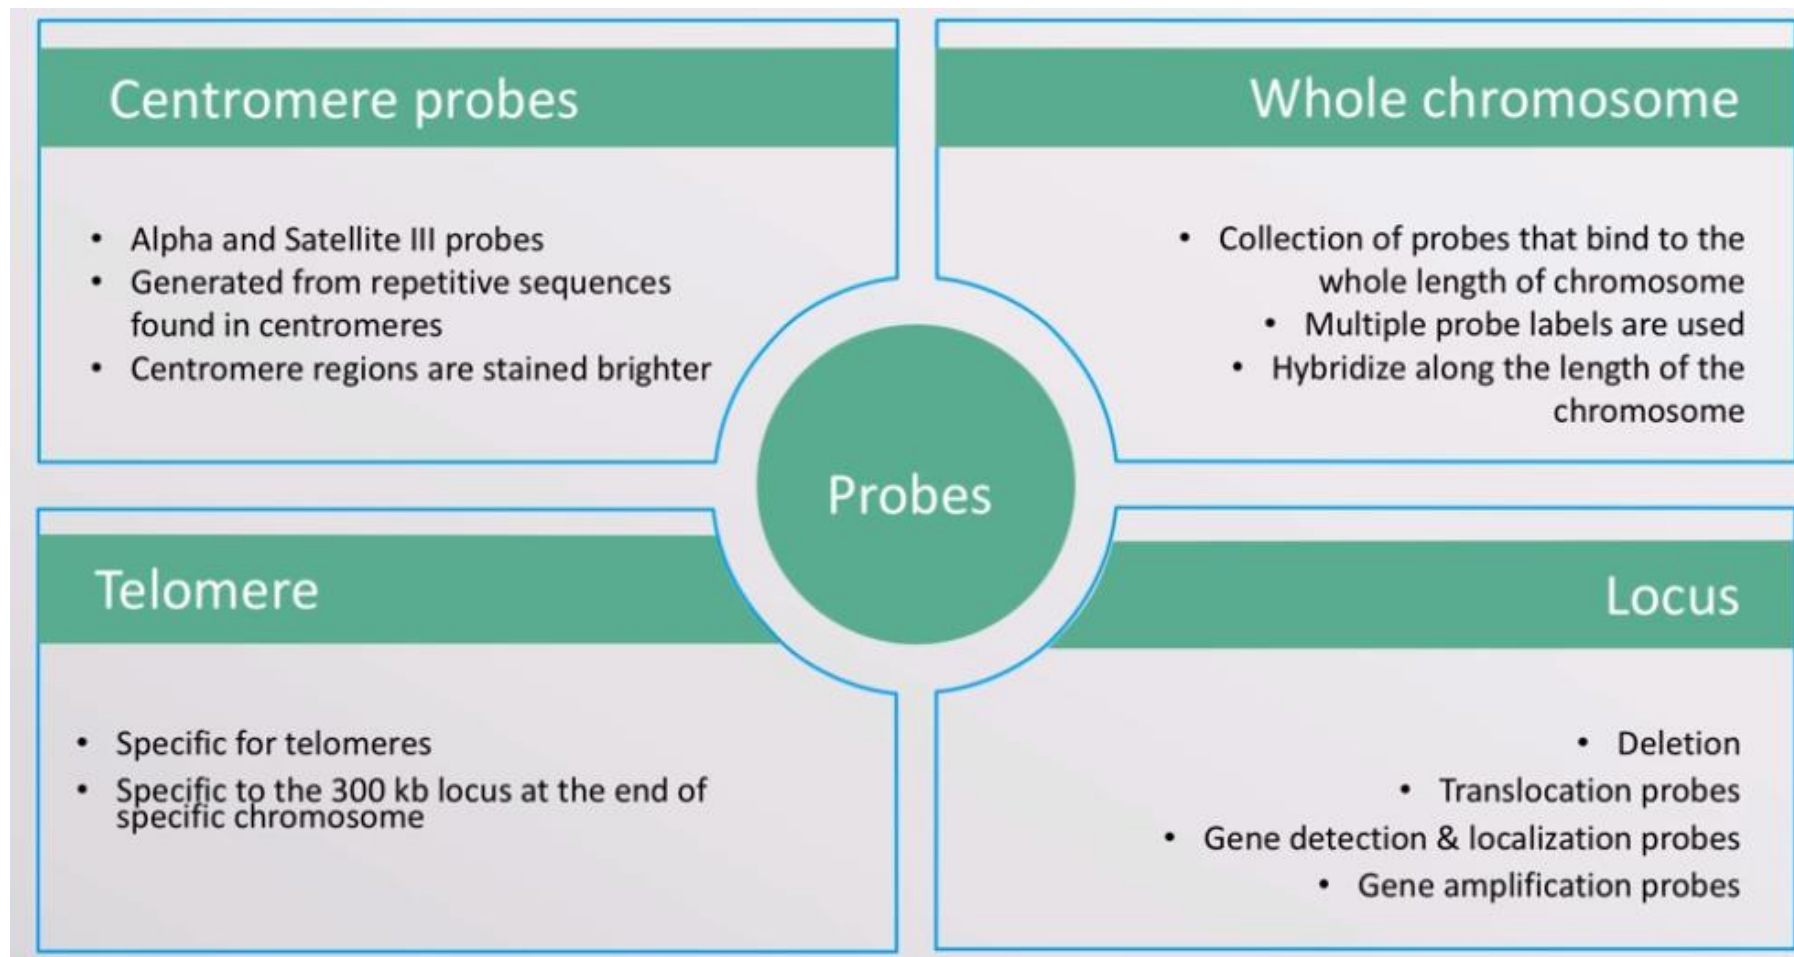 Centromere probes
• Alpha and Satellite III probes
• Generated from repetitive sequences
found in centromeres
• Centromere regions are stained brighter
Whole chromosome
• Collection of probes that bind to the
whole length of chromosome
• Multiple probe labels are used
• Hybridize along the length of the
chromosome
Probes
Telomere
• Specific for telomeres
• Specific to the 300 kb locus at the end of
specific chromosome
Locus
• Deletion
• Translocation probes
• Gene detection & localization probes
• Gene amplification probes